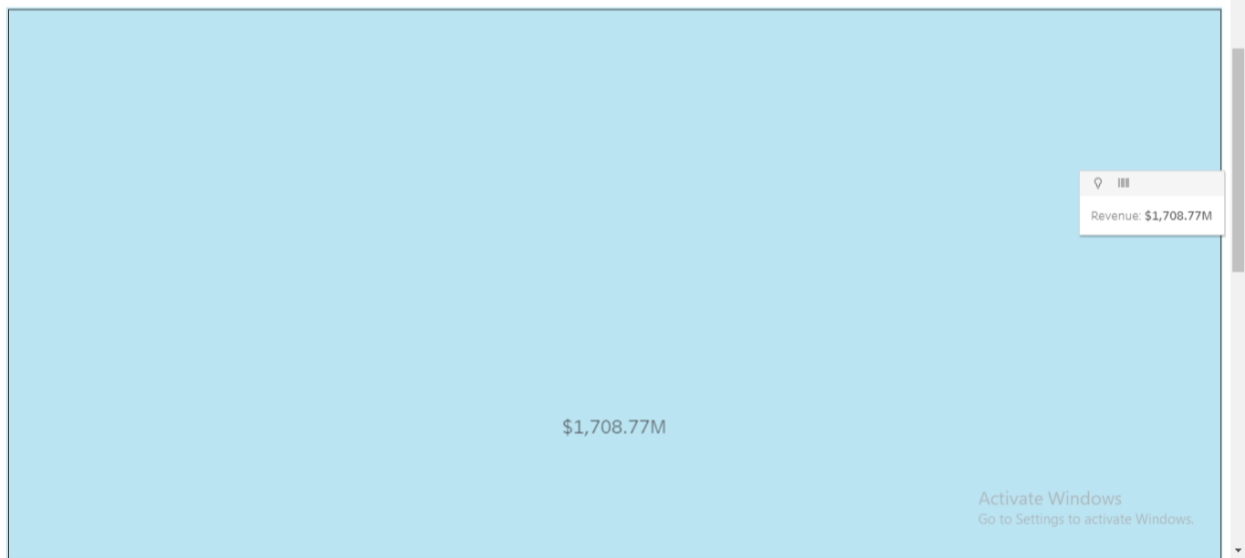 Revenue: $1,708.77M
$1,708.77M
Activate Windows
Go to Settings to activate Windows.